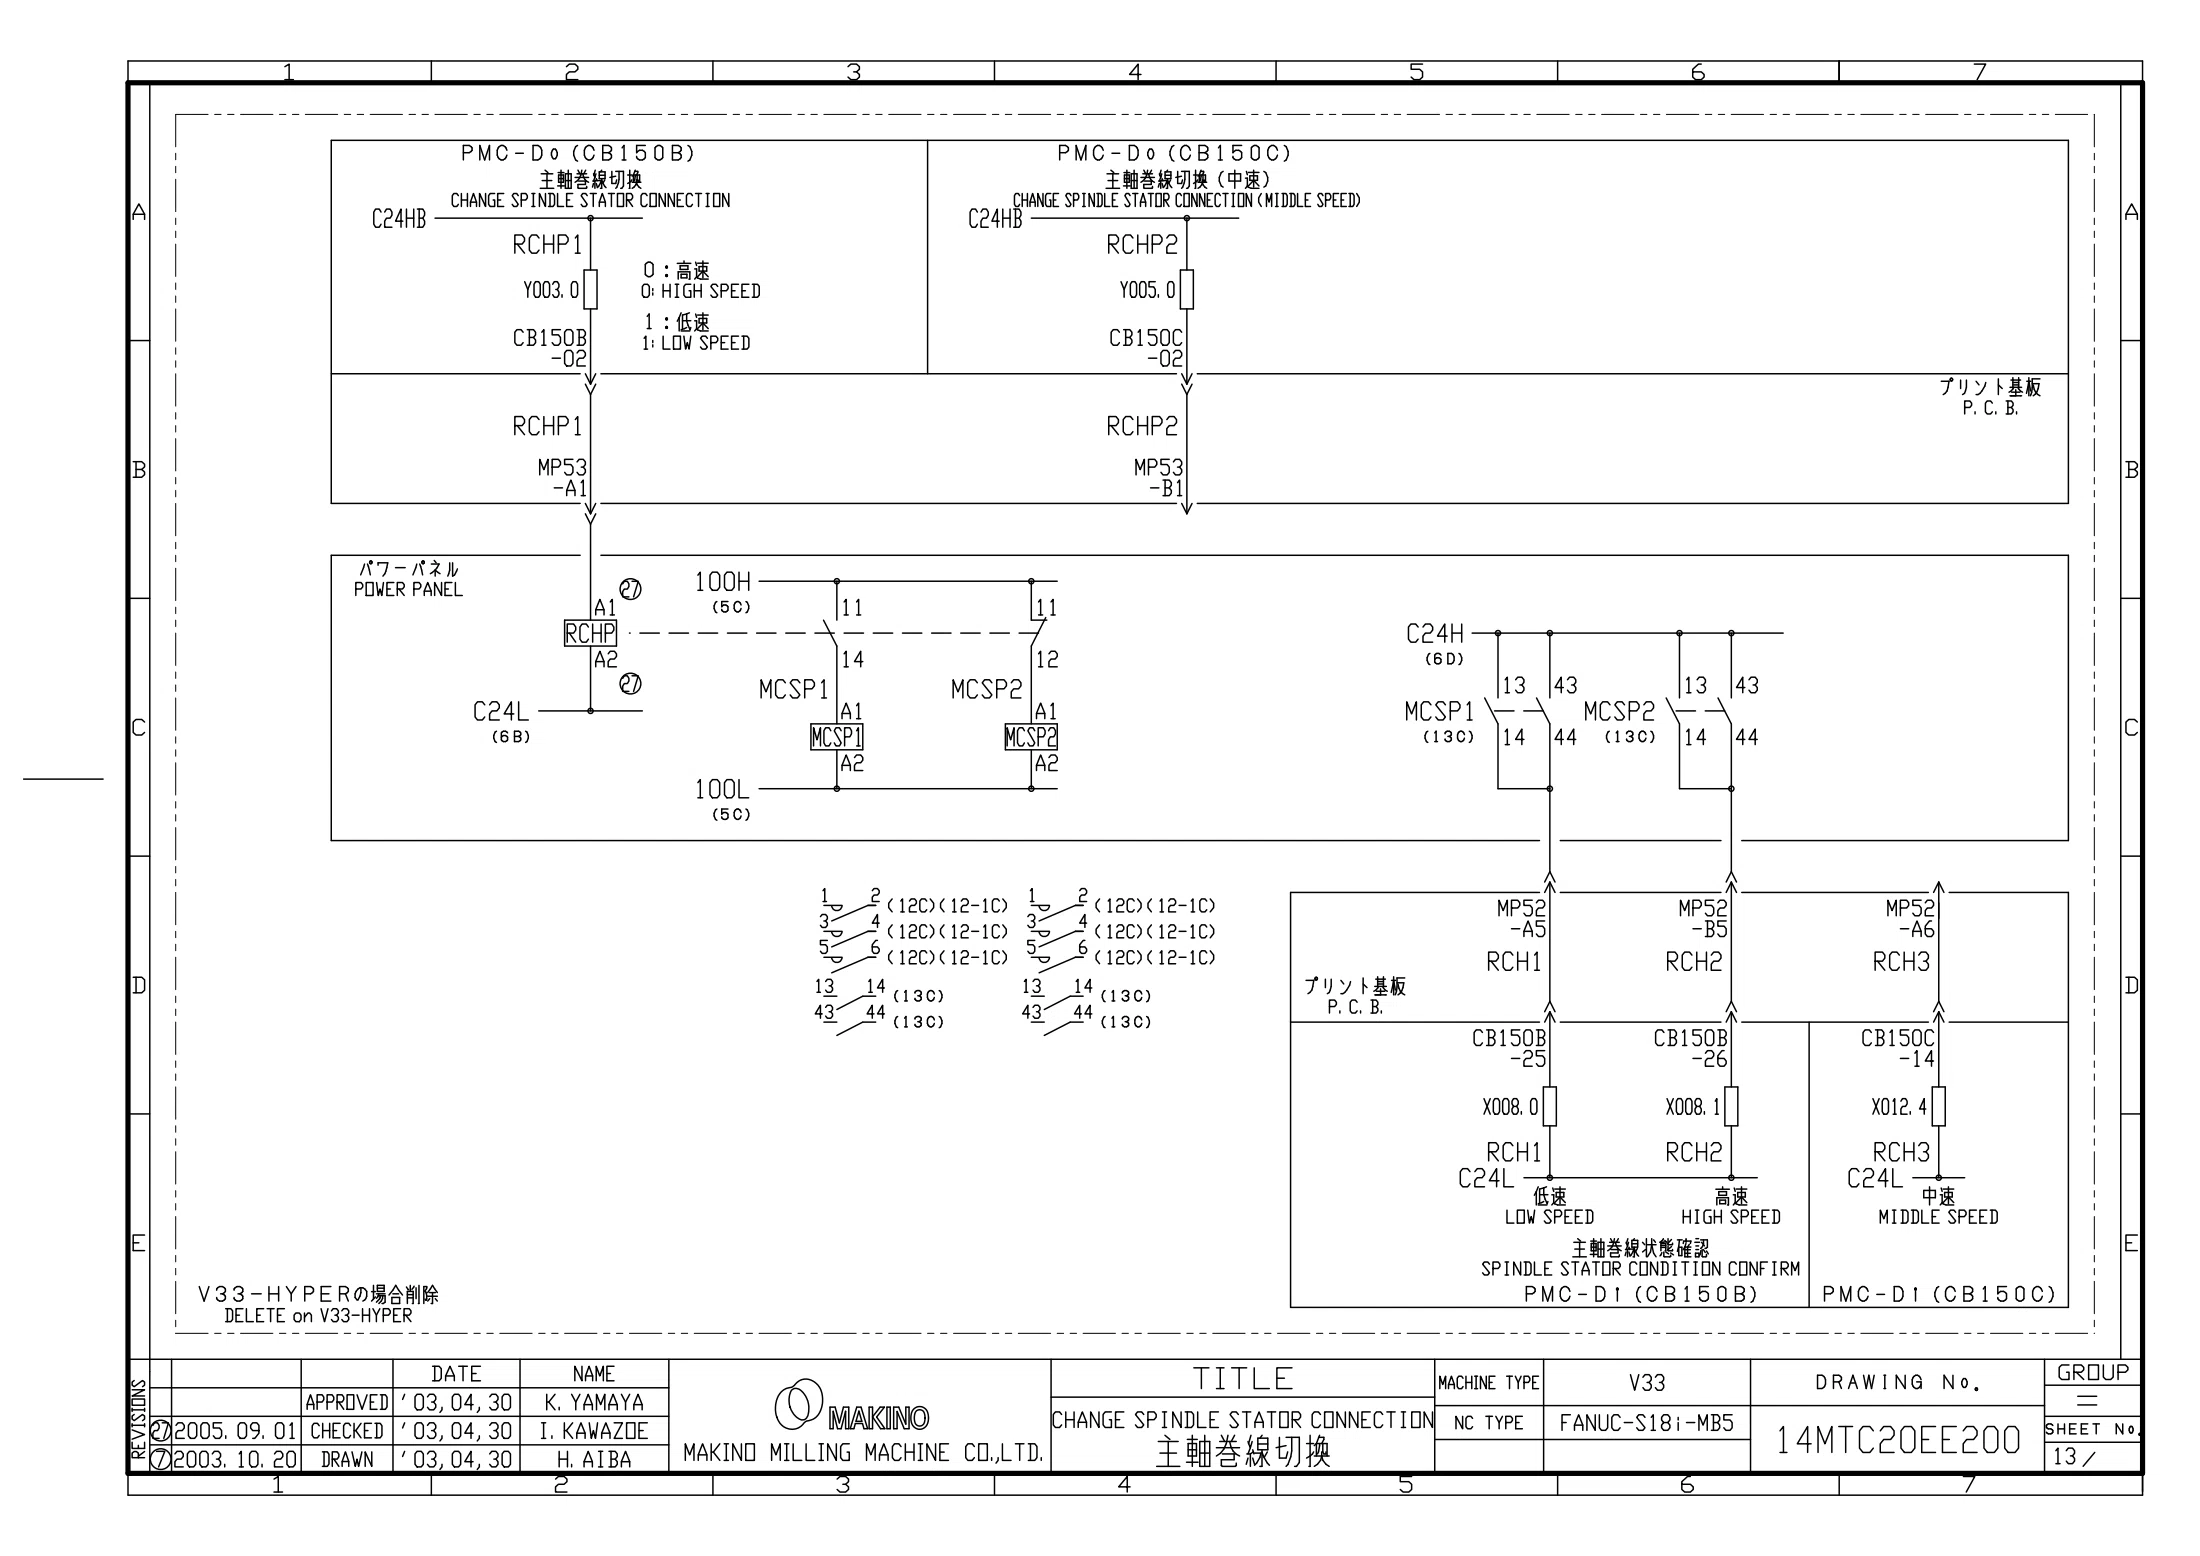 1 2 3 4 5 6 7
A A
B B
C C
D D
E E
PMC-Do (CB150B)
主軸巻線切換
CHANGE SPINDLE STATOR CONNECTION
C24HB
RCHP1
Y003.0
0:高速
0: HIGH SPEED
1:低速
1: LOW SPEED
CB150B
-02
PMC-Do (CB150C)
主軸巻線切換(中速)
CHANGE SPINDLE STATOR CONNECTION (MIDDLE SPEED)
C24HB
RCHP2
Y005.0
CB150C
-02
プリント基板
P. C. B.
RCHP1
MP53
-A1
RCHP2
MP53
-B1
パワーパネル
POWER PANEL
A1 27
RCHP
A2
27
C24L
(6B)
100H
(5C)
11 11
14 12
MCSP1 MCSP2
A1 A1
MCSP1 MCSP2
A2 A2
100L
(5C)
C24H
(6D)
13 43 13 43
MCSP1 MCSP2
(13C) (13C)
14 44 14 44
1 2 (12C)(12-1C) 1 2 (12C)(12-1C)
3 4 (12C)(12-1C) 3 4 (12C)(12-1C)
5 6 (12C)(12-1C) 5 6 (12C)(12-1C)
13 14 (13C) 13 14 (13C)
43 44 (13C) 43 44 (13C)
MP52 MP52 MP52
-A5 -B5 -A6
RCH1 RCH2 RCH3
プリント基板
P. C. B.
CB150B CB150B CB150C
-25 -26 -14
X008.0 X008.1 X012.4
RCH1 RCH2 RCH3
C24L C24L
低速 高速 中速
LOW SPEED HIGH SPEED MIDDLE SPEED
主軸巻線状態確認
SPINDLE STATOR CONDITION CONFIRM
PMC-Di (CB150B) PMC-Di (CB150C)
V33-HYPERの場合削除
DELETE on V33-HYPER
REVISIONS
DATE NAME
APPROVED '03,04,30 K. YAMAYA
27 2005. 09. 01 CHECKED '03,04,30 I. KAWAZOE
7 2003. 10. 20 DRAWN '03,04,30 H. AIBA
MAKINO
MAKINO MILLING MACHINE CO.,LTD.
TITLE
CHANGE SPINDLE STATOR CONNECTION
主軸巻線切換
MACHINE TYPE V33
NC TYPE FANUC-S18i-MB5
DRAWING No.
14MTC20EE200
GROUP
=
SHEET No.
13/
1 2 3 4 5 6 7